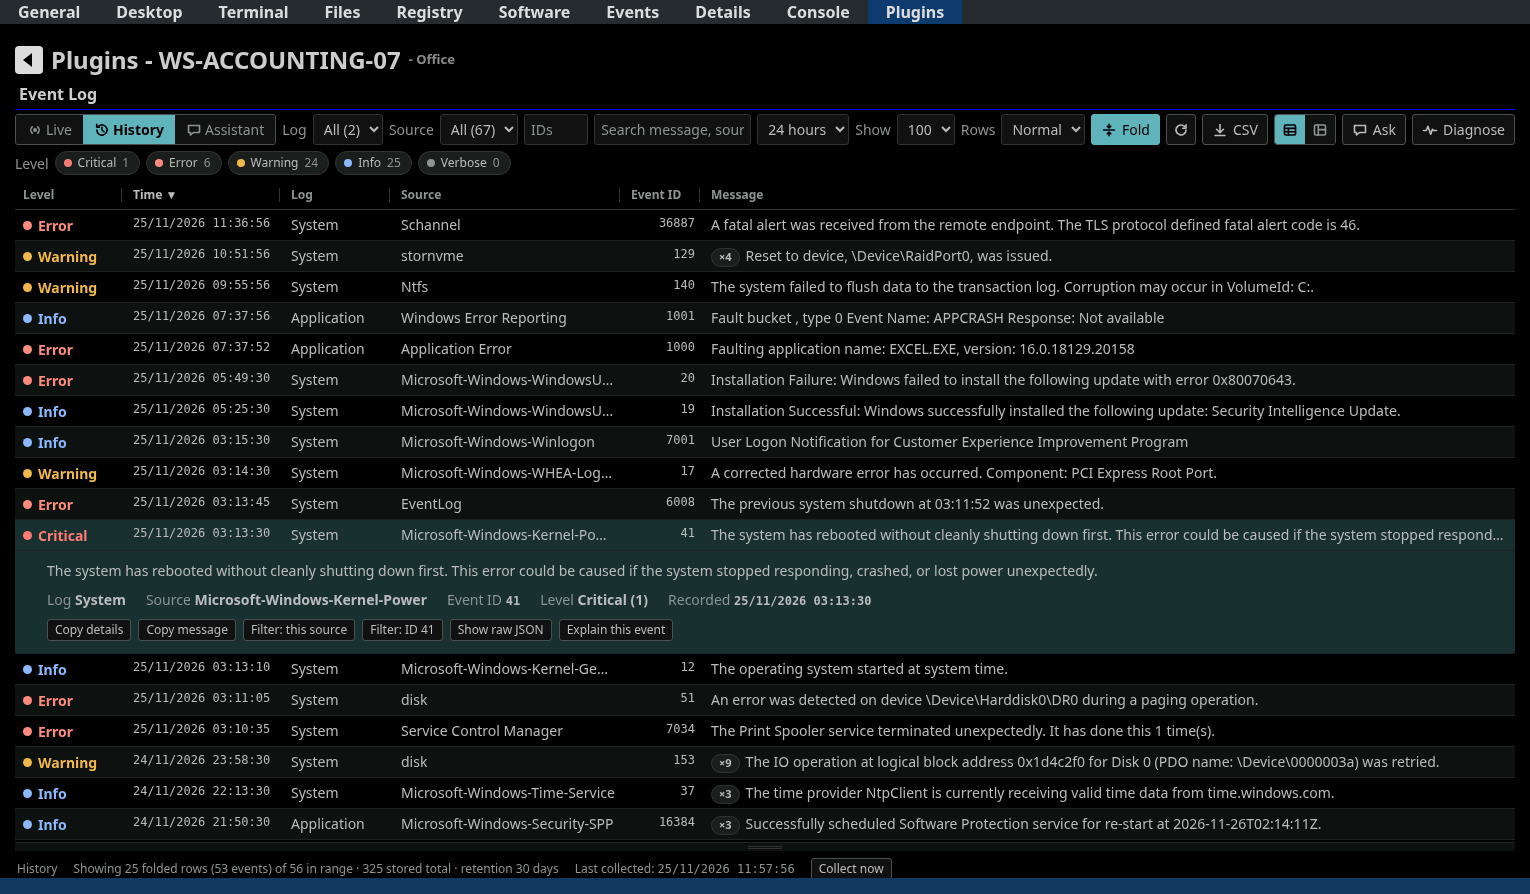 General Desktop Terminal Files Registry Software Events Details Console Plugins
Plugins - WS-ACCOUNTING-07 - Office
Event Log
Live History Assistant Log All (2) Source All (67) IDs Search message, sour 24 hours Show 100 Rows Normal Fold CSV Ask Diagnose
Level Critical 1 Error 6 Warning 24 Info 25 Verbose 0
Level Time ▼ Log Source Event ID Message
Error 25/11/2026 11:36:56 System Schannel 36887 A fatal alert was received from the remote endpoint. The TLS protocol defined fatal alert code is 46.
Warning 25/11/2026 10:51:56 System stornvme 129 ×4 Reset to device, \Device\RaidPort0, was issued.
Warning 25/11/2026 09:55:56 System Ntfs 140 The system failed to flush data to the transaction log. Corruption may occur in VolumeId: C:.
Info 25/11/2026 07:37:56 Application Windows Error Reporting 1001 Fault bucket , type 0 Event Name: APPCRASH Response: Not available
Error 25/11/2026 07:37:52 Application Application Error 1000 Faulting application name: EXCEL.EXE, version: 16.0.18129.20158
Error 25/11/2026 05:49:30 System Microsoft-Windows-WindowsU... 20 Installation Failure: Windows failed to install the following update with error 0x80070643.
Info 25/11/2026 05:25:30 System Microsoft-Windows-WindowsU... 19 Installation Successful: Windows successfully installed the following update: Security Intelligence Update.
Info 25/11/2026 03:15:30 System Microsoft-Windows-Winlogon 7001 User Logon Notification for Customer Experience Improvement Program
Warning 25/11/2026 03:14:30 System Microsoft-Windows-WHEA-Log... 17 A corrected hardware error has occurred. Component: PCI Express Root Port.
Error 25/11/2026 03:13:45 System EventLog 6008 The previous system shutdown at 03:11:52 was unexpected.
Critical 25/11/2026 03:13:30 System Microsoft-Windows-Kernel-Po... 41 The system has rebooted without cleanly shutting down first. This error could be caused if the system stopped respond...
The system has rebooted without cleanly shutting down first. This error could be caused if the system stopped responding, crashed, or lost power unexpectedly.
Log System Source Microsoft-Windows-Kernel-Power Event ID 41 Level Critical (1) Recorded 25/11/2026 03:13:30
Copy details Copy message Filter: this source Filter: ID 41 Show raw JSON Explain this event
Info 25/11/2026 03:13:10 System Microsoft-Windows-Kernel-Ge... 12 The operating system started at system time.
Error 25/11/2026 03:11:05 System disk 51 An error was detected on device \Device\Harddisk0\DR0 during a paging operation.
Error 25/11/2026 03:10:35 System Service Control Manager 7034 The Print Spooler service terminated unexpectedly. It has done this 1 time(s).
Warning 24/11/2026 23:58:30 System disk 153 ×9 The IO operation at logical block address 0x1d4c2f0 for Disk 0 (PDO name: \Device\0000003a) was retried.
Info 24/11/2026 22:13:30 System Microsoft-Windows-Time-Service 37 ×3 The time provider NtpClient is currently receiving valid time data from time.windows.com.
Info 24/11/2026 21:50:30 Application Microsoft-Windows-Security-SPP 16384 ×3 Successfully scheduled Software Protection service for re-start at 2026-11-26T02:14:11Z.
History Showing 25 folded rows (53 events) of 56 in range · 325 stored total · retention 30 days Last collected: 25/11/2026 11:57:56 Collect now